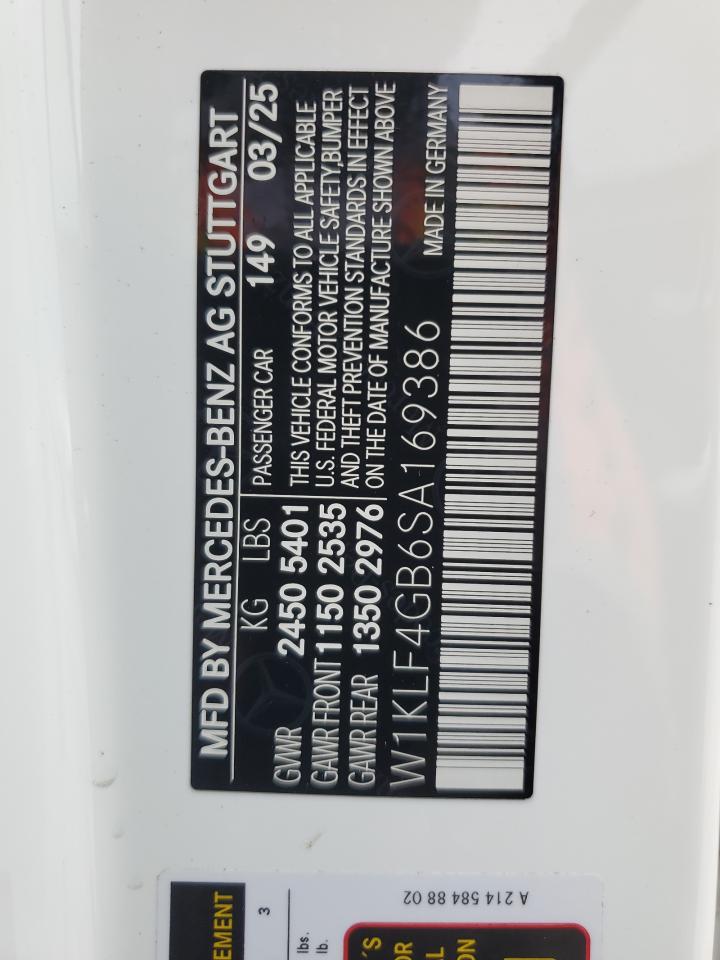 MFD BY MERCEDES-BENZ AG STUTTGART
KG LBS
PASSENGER CAR 149 03/25
GVWR 2450 5401
GAWR FRONT 1150 2535
GAWR REAR 1350 2976
THIS VEHICLE CONFORMS TO ALL APPLICABLE
U.S. FEDERAL MOTOR VEHICLE SAFETY,BUMPER
AND THEFT PREVENTION STANDARDS IN EFFECT
ON THE DATE OF MANUFACTURE SHOWN ABOVE
W1KLF4GB6SA169386
MADE IN GERMANY
EMENT
3
lbs.
lb.
'S
OR
AL
ON
A 214 584 88 02